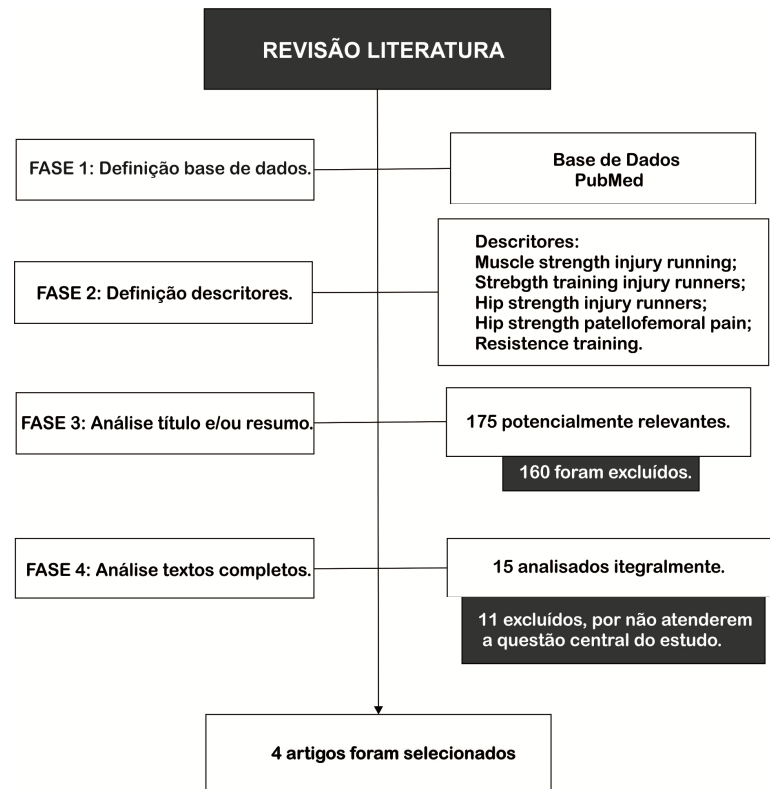 REVISÃO LITERATURA
FASE 1: Definição base de dados.
Base de Dados
PubMed
FASE 2: Definição descritores.
Descritores:
Muscle strength injury running;
Strebgth training injury runners;
Hip strength injury runners;
Hip strength patellofemoral pain;
Resistence training.
FASE 3: Análise título e/ou resumo.
175 potencialmente relevantes.
160 foram excluídos.
FASE 4: Análise textos completos.
15 analisados itegralmente.
11 excluídos, por não atenderem
a questão central do estudo.
4 artigos foram selecionados